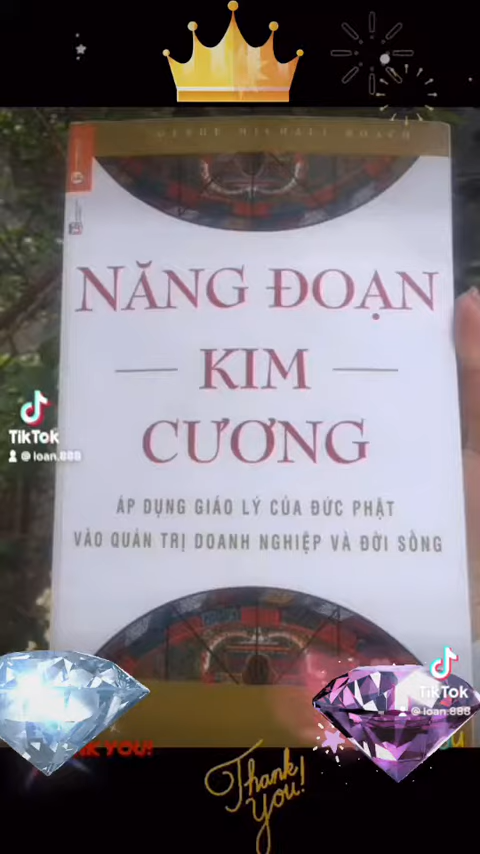 GESHE MICHAEL ROACH
NĂNG ĐOẠN
KIM
CƯƠNG
ÁP DỤNG GIÁO LÝ CỦA ĐỨC PHẬT
VÀO QUẢN TRỊ DOANH NGHIỆP VÀ ĐỜI SỐNG
TikTok
@loan.888
TikTok
@loan.888
YOU!
Thank
You!